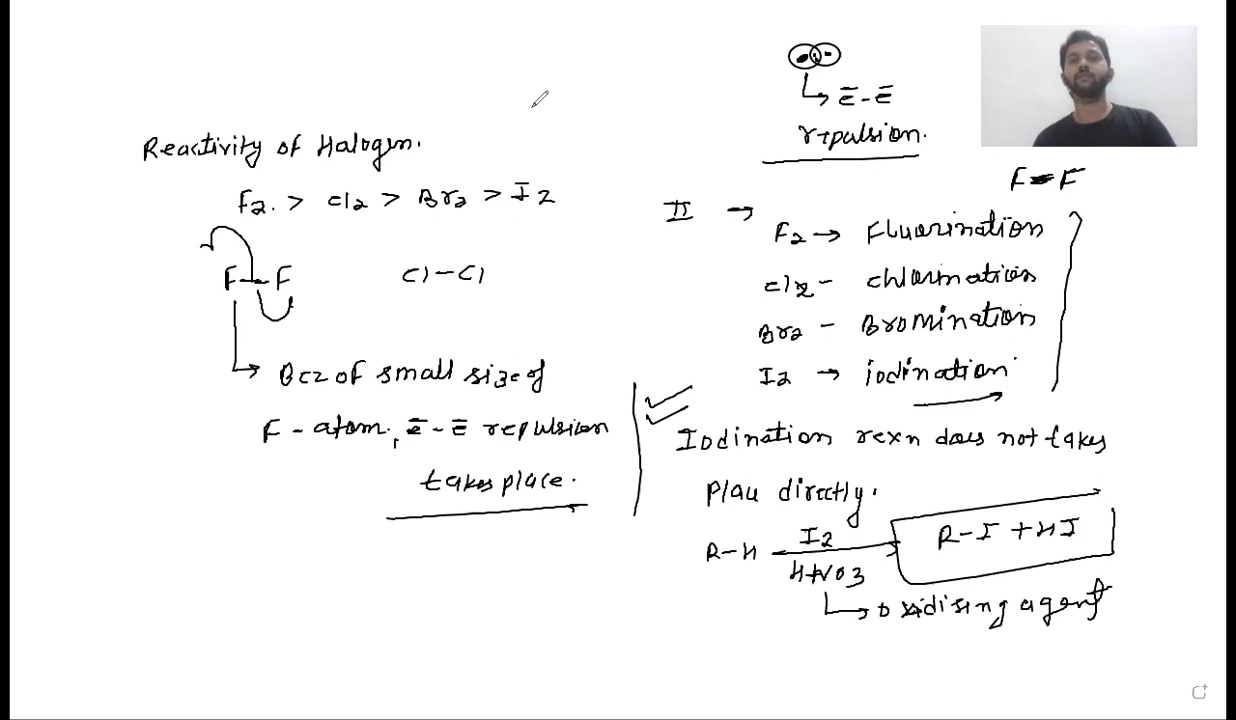 Reactivity of Halogen.
F2. > Cl2 > Br2 > I2
F-F Cl-Cl
Bcz of small size of
F-atom, ē-ē repulsion
takes place.
ē-ē
repulsion.
F-F
II →
F2 → Fluorination
Cl2 - chlorination
Br2 - Bromination
I2 → iodination
Iodination rexn does not takes
Place directly.
I2
R-H R-I + HI
HNO3
oxidising agent